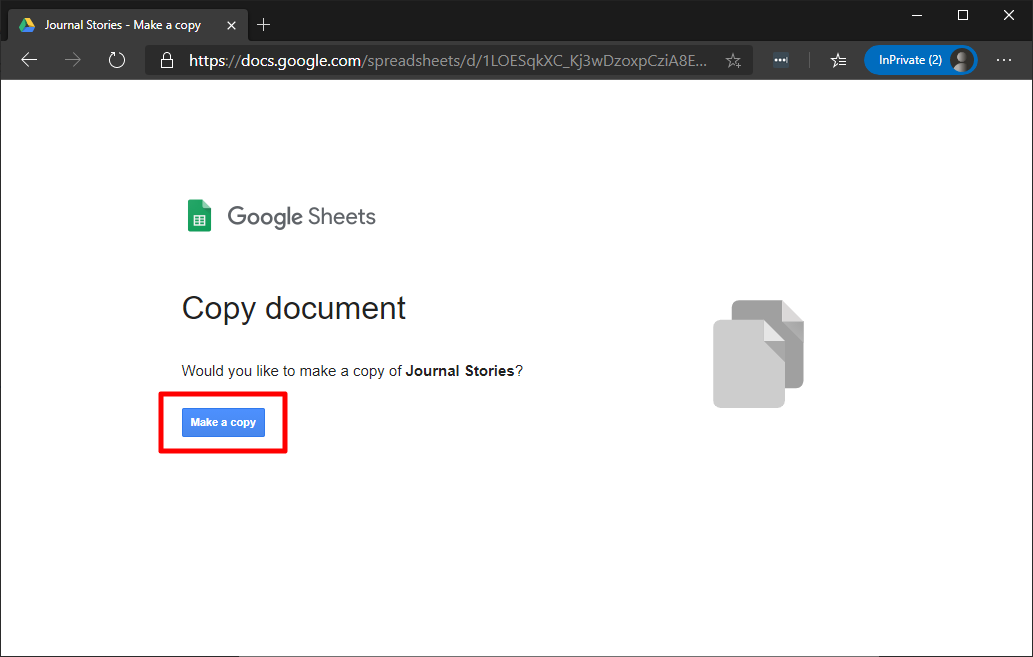 Journal Stories - Make a copy
https://docs.google.com/spreadsheets/d/1LOESqkXC_Kj3wDzoxpCziA8E...
InPrivate (2)
Google Sheets
Copy document
Would you like to make a copy of Journal Stories?
Make a copy